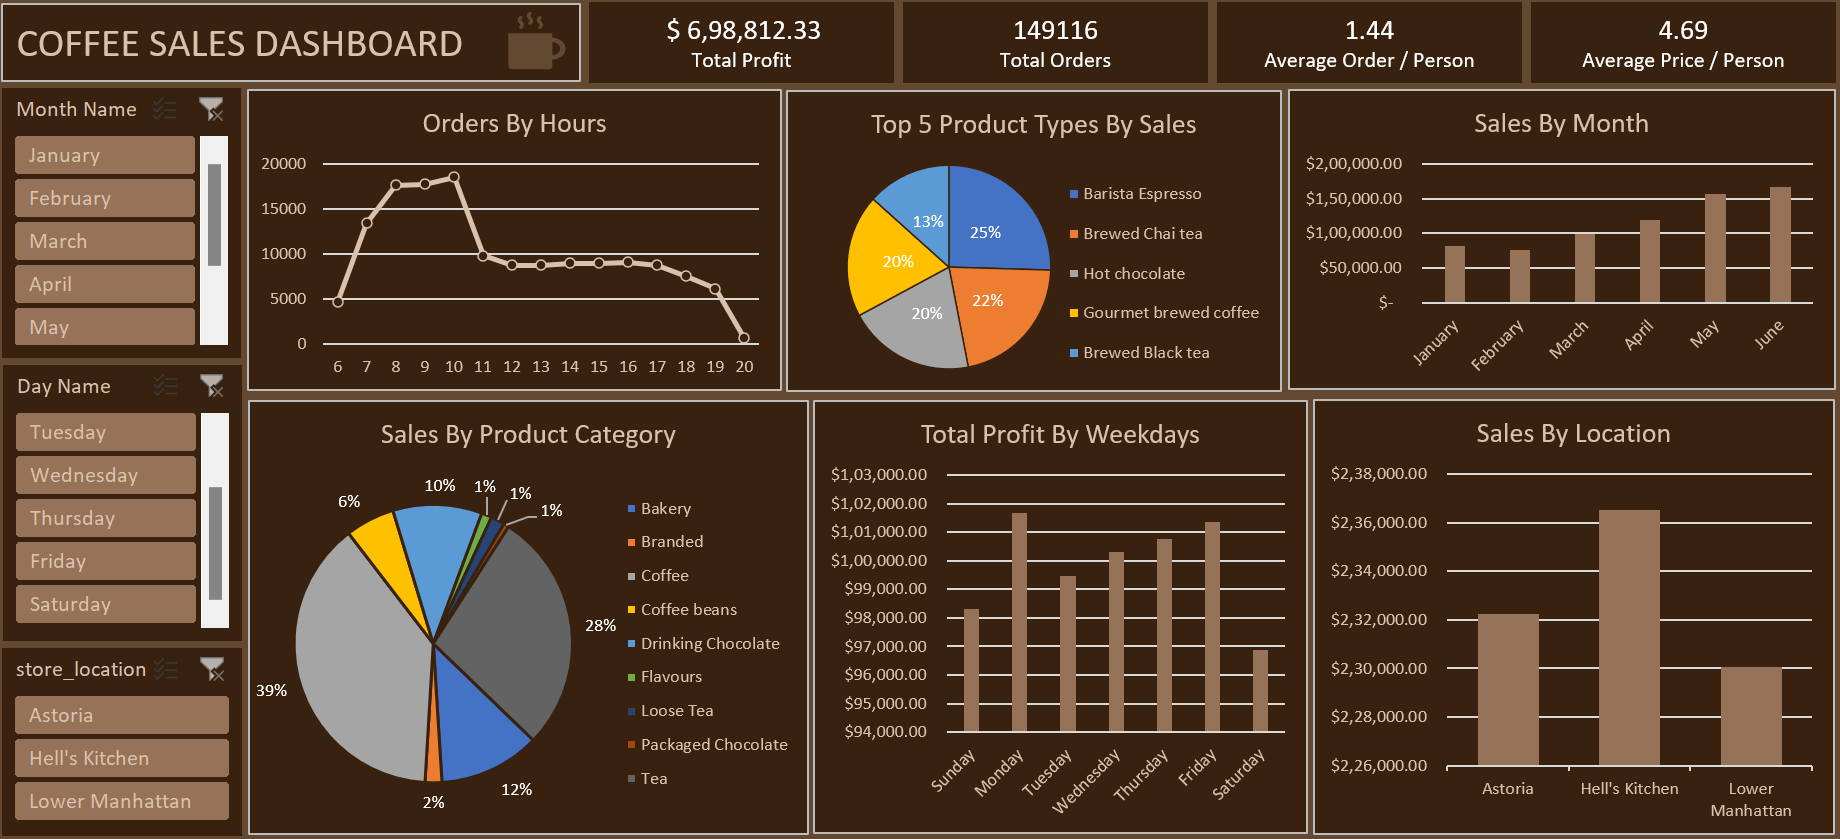 COFFEE SALES DASHBOARD
$ 6,98,812.33
Total Profit
149116
Total Orders
1.44
Average Order / Person
4.69
Average Price / Person
Month Name
January
February
March
April
May
Day Name
Tuesday
Wednesday
Thursday
Friday
Saturday
store_location
Astoria
Hell's Kitchen
Lower Manhattan
Orders By Hours
20000
15000
10000
5000
0
6 7 8 9 10 11 12 13 14 15 16 17 18 19 20
Top 5 Product Types By Sales
25%
22%
20%
20%
13%
Barista Espresso
Brewed Chai tea
Hot chocolate
Gourmet brewed coffee
Brewed Black tea
Sales By Month
$2,00,000.00
$1,50,000.00
$1,00,000.00
$50,000.00
$-
January
February
March
April
May
June
Sales By Product Category
6%
10%
1%
1%
1%
28%
12%
2%
39%
Bakery
Branded
Coffee
Coffee beans
Drinking Chocolate
Flavours
Loose Tea
Packaged Chocolate
Tea
Total Profit By Weekdays
$1,03,000.00
$1,02,000.00
$1,01,000.00
$1,00,000.00
$99,000.00
$98,000.00
$97,000.00
$96,000.00
$95,000.00
$94,000.00
Sunday
Monday
Tuesday
Wednesday
Thursday
Friday
Saturday
Sales By Location
$2,38,000.00
$2,36,000.00
$2,34,000.00
$2,32,000.00
$2,30,000.00
$2,28,000.00
$2,26,000.00
Astoria
Hell's Kitchen
Lower
Manhattan